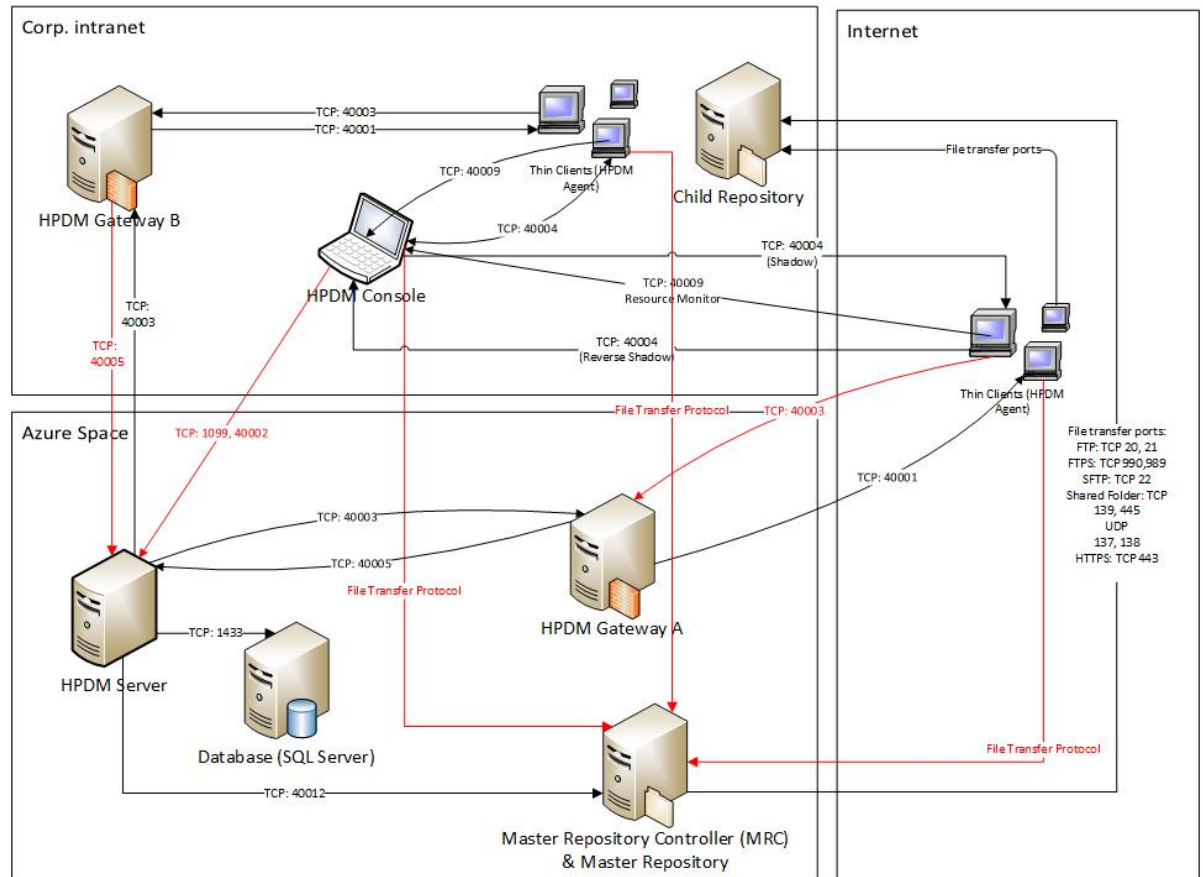 Corp. intranet
Internet
TCP: 40003
TCP: 40001
HPDM Gateway B
Thin Clients (HPDM
Agent)
Child Repository
File transfer ports
TCP: 40009
TCP: 40004
HPDM Console
TCP: 40004
(Shadow)
TCP: 40009
Resource Monitor
TCP: 40004
(Reverse Shadow)
TCP:
40003
TCP:
40005
Thin Clients (HPDM
Agent)
Azure Space
TCP: 1099, 40002
File Transfer Protocol
TCP: 40003
TCP: 40001
File transfer ports:
FTP: TCP 20, 21
FTPS: TCP 990,989
SFTP: TCP 22
Shared Folder: TCP
139, 445
UDP
137, 138
HTTPS: TCP 443
TCP: 40003
TCP: 40005
File Transfer Protocol
HPDM Gateway A
TCP: 1433
HPDM Server
Database (SQL Server)
File Transfer Protocol
TCP: 40012
Master Repository Controller (MRC)
& Master Repository